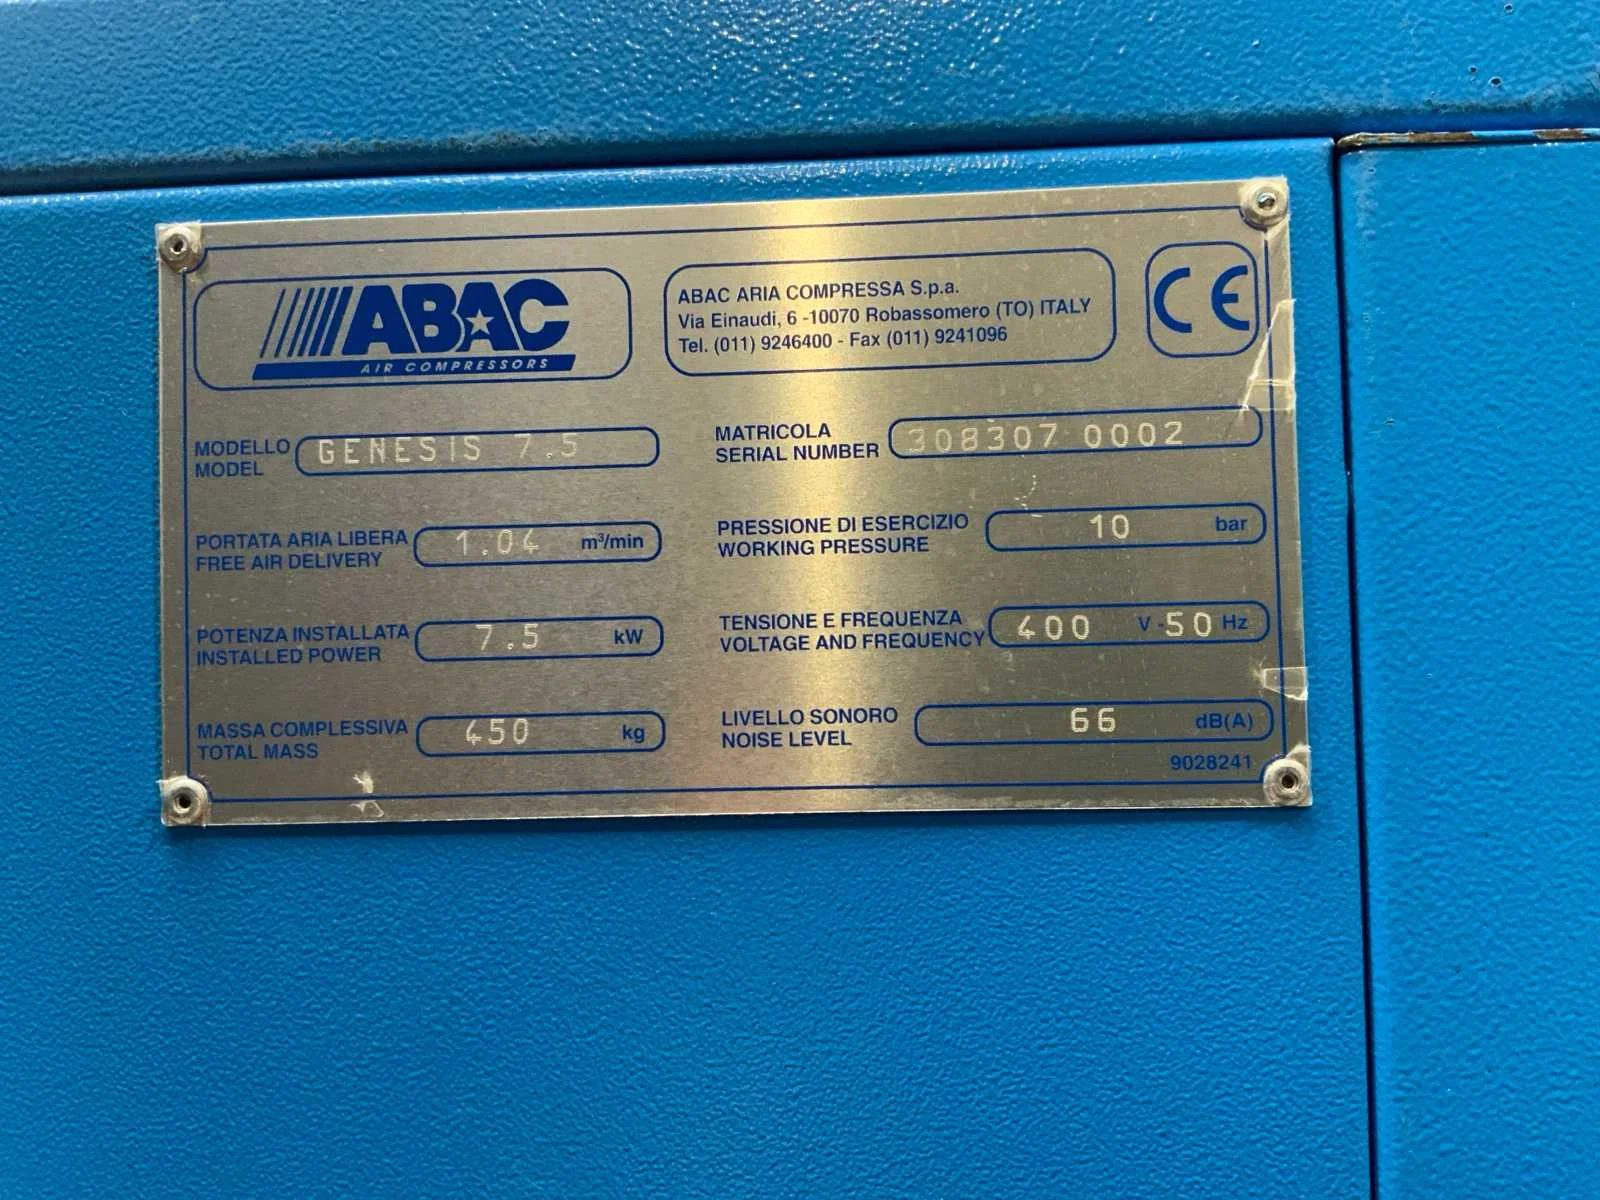 ABAC
AIR COMPRESSORS
ABAC ARIA COMPRESSA S.p.a.
Via Einaudi, 6 -10070 Robassomero (TO) ITALY
Tel. (011) 9246400 - Fax (011) 9241096
CE
MODELLO
MODEL
GENESIS 7.5
MATRICOLA
SERIAL NUMBER
308307 0002
PORTATA ARIA LIBERA
FREE AIR DELIVERY
1.04 m³/min
PRESSIONE DI ESERCIZIO
WORKING PRESSURE
10 bar
POTENZA INSTALLATA
INSTALLED POWER
7.5 kW
TENSIONE E FREQUENZA
VOLTAGE AND FREQUENCY
400 V -50 Hz
MASSA COMPLESSIVA
TOTAL MASS
450 kg
LIVELLO SONORO
NOISE LEVEL
66 dB(A)
9028241